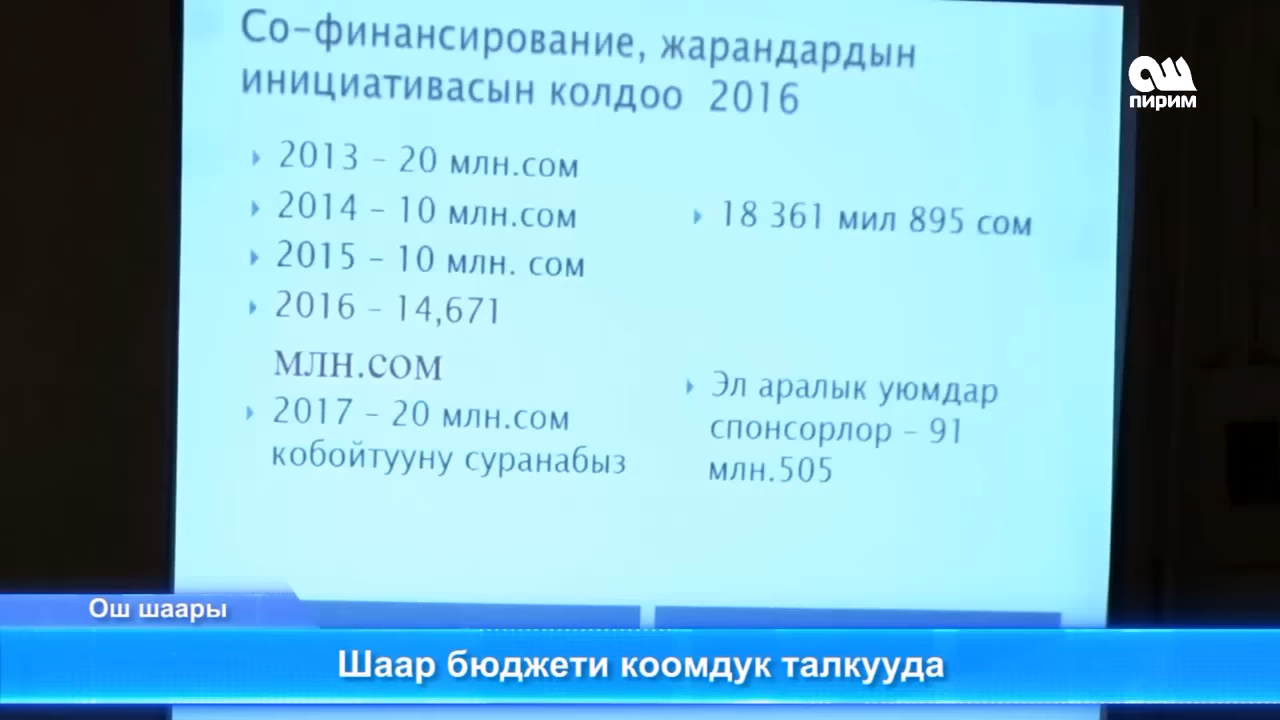 Со-финансирование, жарандардын
инициативасын колдоо 2016
2013 – 20 млн.сом
2014 – 10 млн.сом
2015 – 10 млн. сом
2016 – 14,671
млн.сом
2017 – 20 млн.сом
кобойтууну суранабыз
18 361 мил 895 сом
Эл аралык уюмдар
спонсорлор – 91
млн.505
ОШ
ПИРИМ
Ош шаары
Шаар бюджети коомдук талкууда